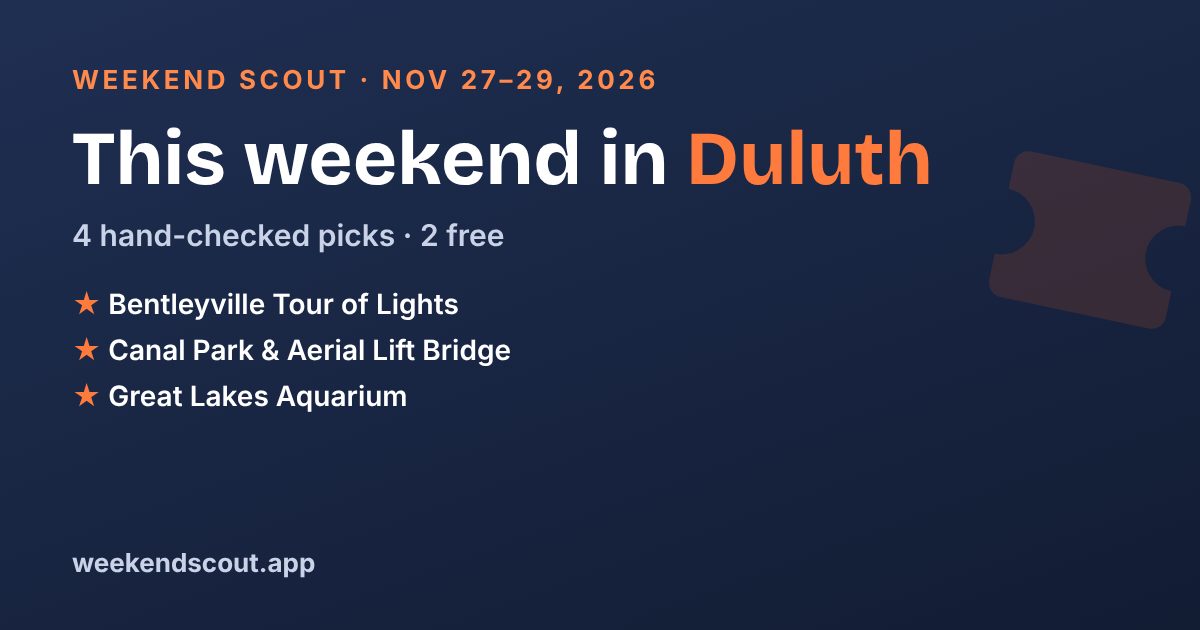 WEEKEND SCOUT · NOV 27–29, 2026
This weekend in Duluth
4 hand-checked picks · 2 free
★ Bentleyville Tour of Lights
★ Canal Park & Aerial Lift Bridge
★ Great Lakes Aquarium
weekendscout.app